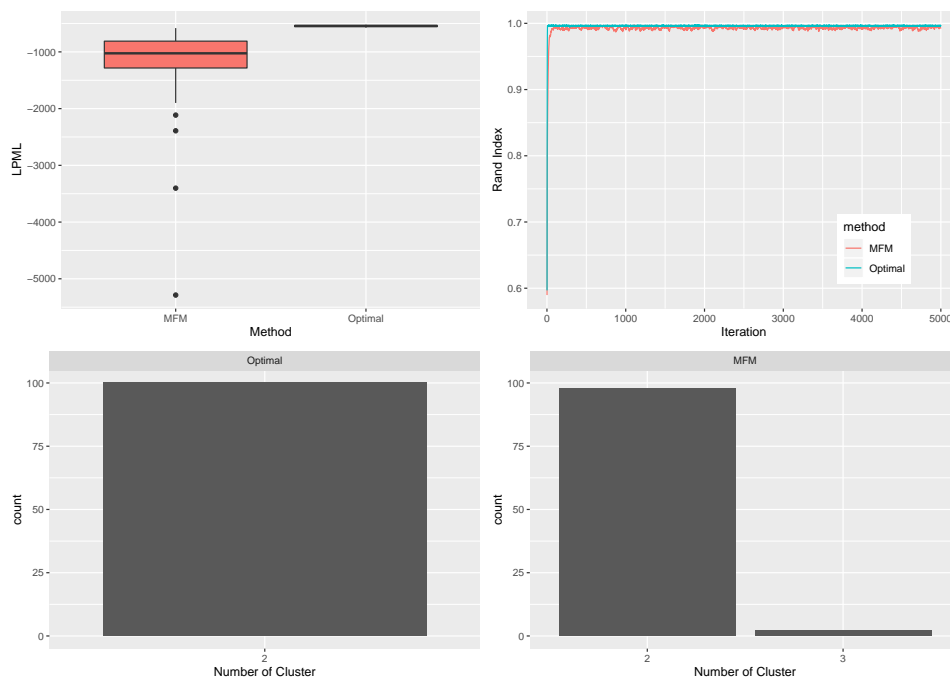 LPML
−1000
−2000
−3000
−4000
−5000
MFM
Optimal
Method
Rand Index
1.0
0.9
0.8
0.7
0.6
0
1000
2000
3000
4000
5000
Iteration
method
MFM
Optimal
Optimal
count
100
75
50
25
0
2
Number of Cluster
MFM
count
100
75
50
25
0
2
3
Number of Cluster